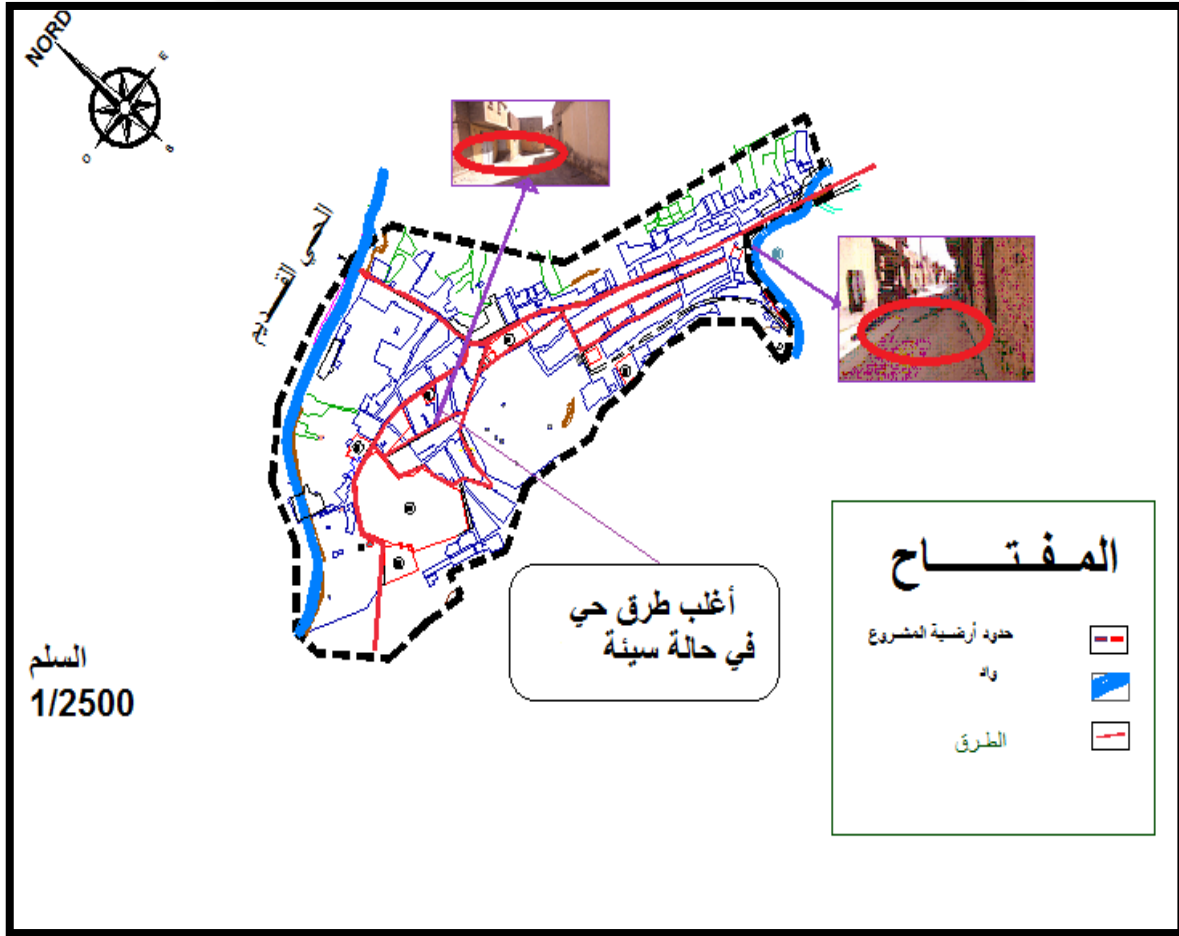 NORD
E
O
S
الحي القديم
أغلب طرق حي
في حالة سيئة
السلم
1/2500
المفتاح
حدود أرضية المشروع
واد
الطرق